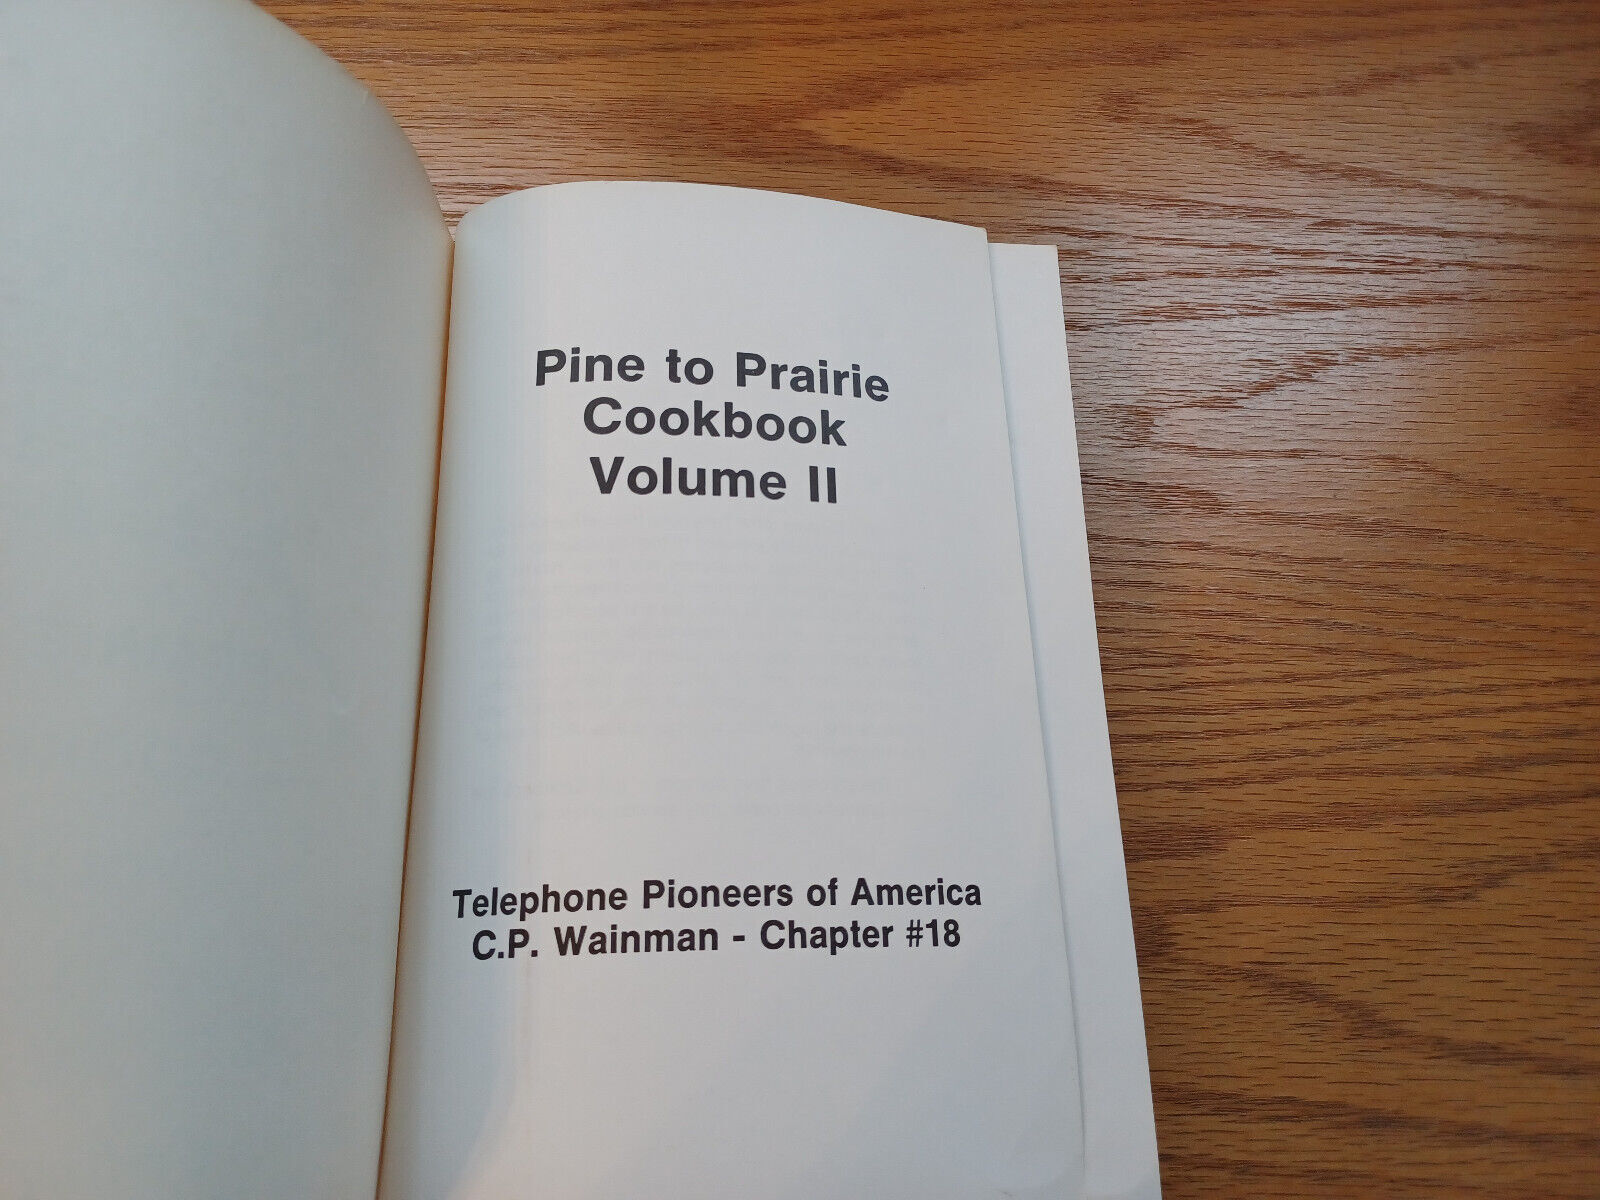 Pine to Prairie
Cookbook
Volume II
Telephone Pioneers of America
C.P. Wainman - Chapter #18